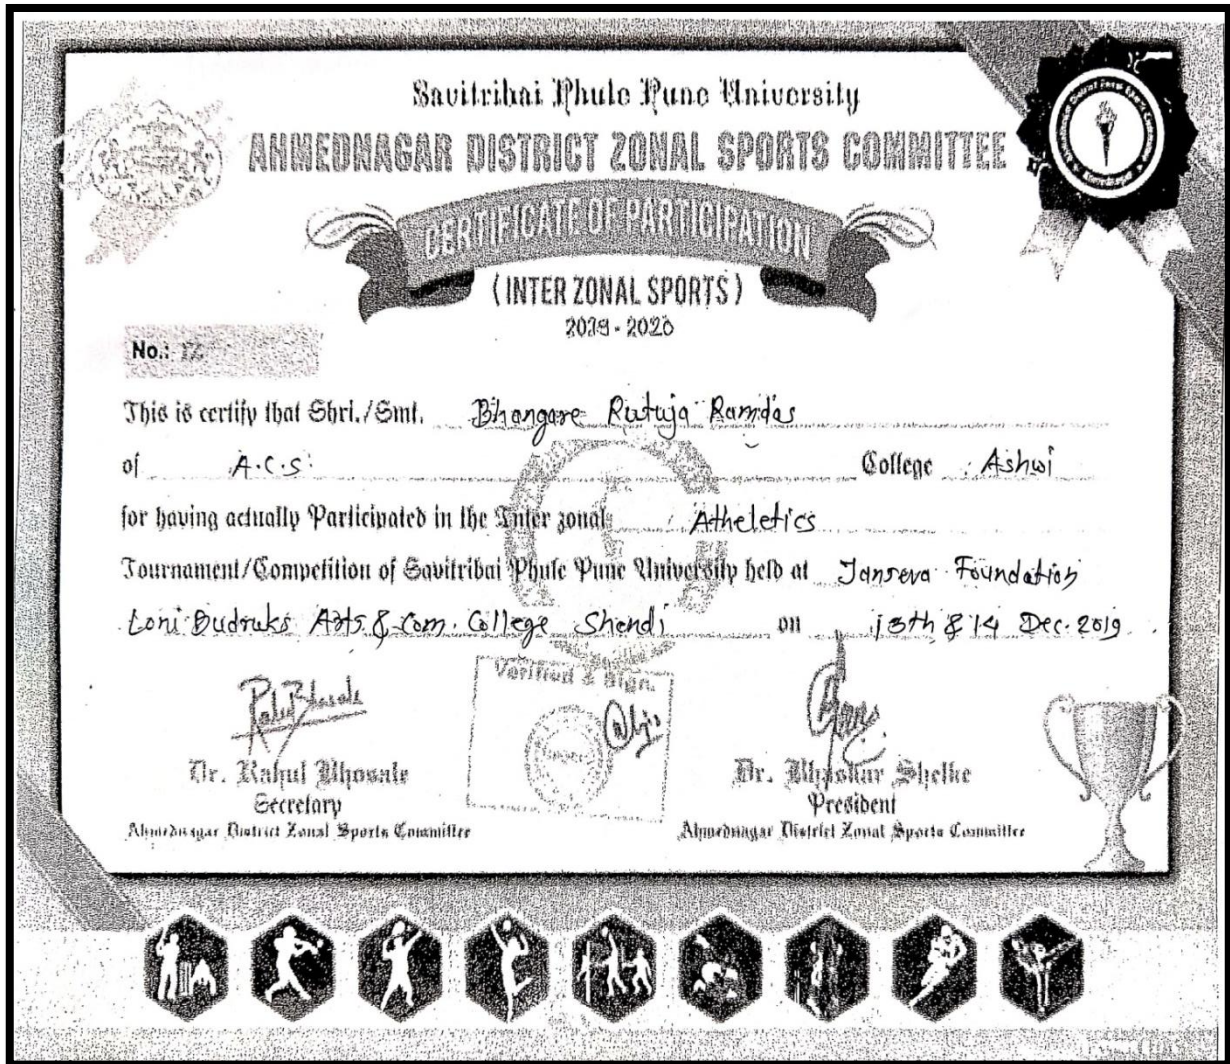 Savitribai Phule Pune University
AHMEDNAGAR DISTRICT ZONAL SPORTS COMMITTEE
CERTIFICATE OF PARTICIPATION
(INTER ZONAL SPORTS)
2019 - 2020
No.:
This is certify that Shri./Smt. Bhangare Rutuja Ramdas
of A.C.S. College Ashwi
for having actually Participated in the Inter zonal Atheletics
Tournament/Competition of Savitribai Phule Pune University held at Janseva Foundation
Loni Budruks Arts & Com. College Shendi on 13th & 14 Dec. 2019
Verified & Sign.
Dr. Rahul Bhosale
Secretary
Ahmednagar District Zonal Sports Committee
Dr. Bhaskar Shelke
President
Ahmednagar District Zonal Sports Committee